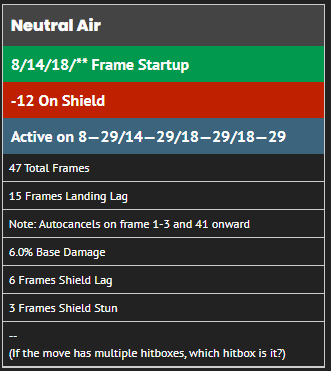 Neutral Air
8/14/18/** Frame Startup
-12 On Shield
Active on 8—29/14—29/18—29/18—29
47 Total Frames
15 Frames Landing Lag
Note: Autocancels on frame 1-3 and 41 onward
6.0% Base Damage
6 Frames Shield Lag
3 Frames Shield Stun
--
(If the move has multiple hitboxes, which hitbox is it?)